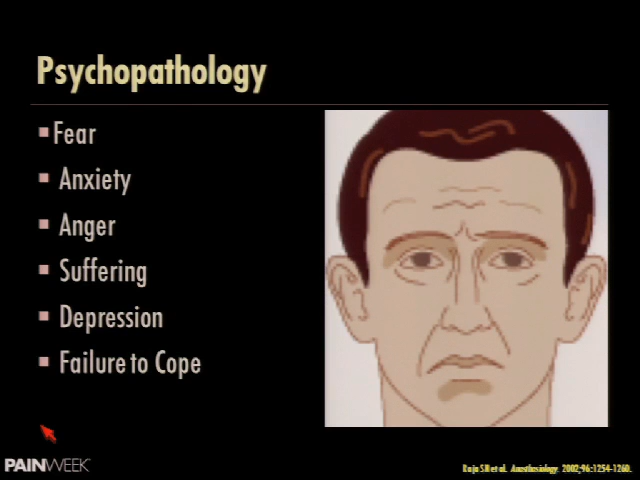 Psychopathology
Fear
Anxiety
Anger
Suffering
Depression
Failure to Cope
PAINWEEK
Raja SN et al. Anesthesiology. 2002;96:1254-1260.